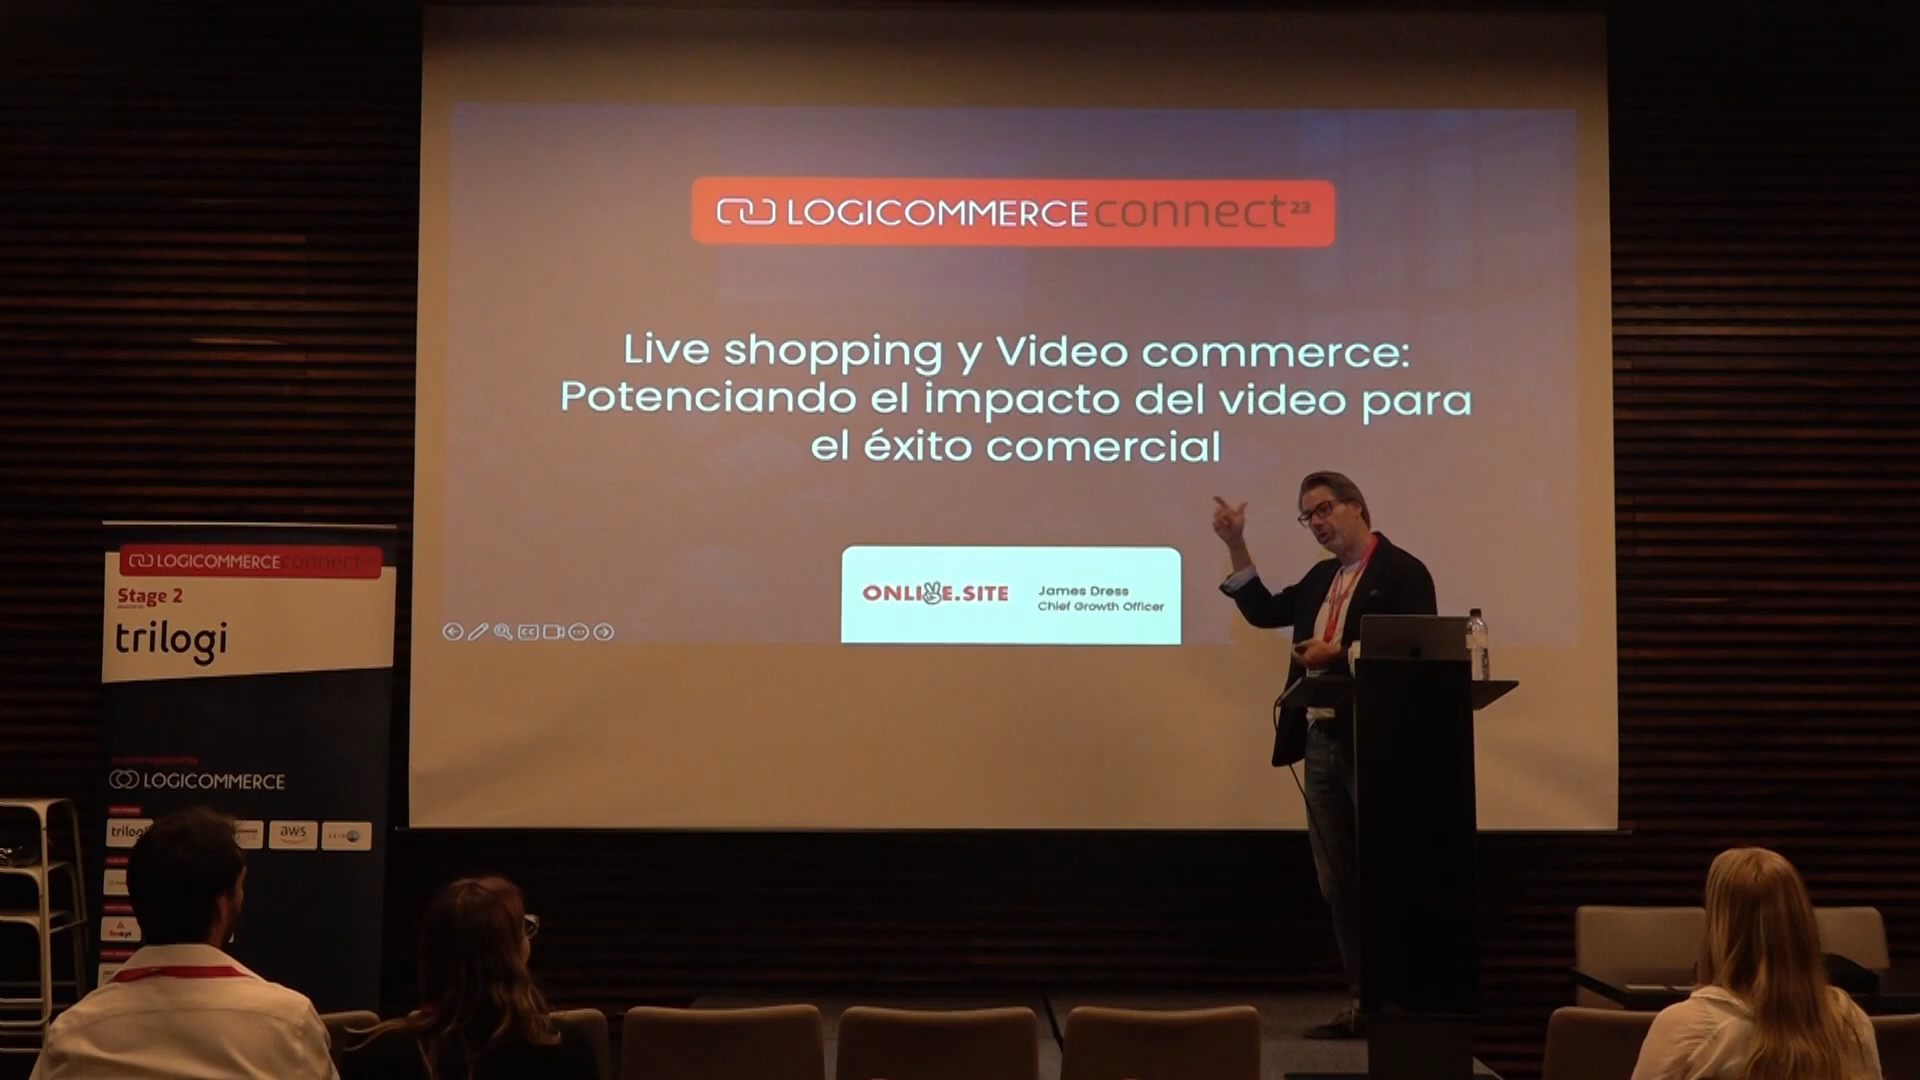 LOGICOMMERCE connect 23
Live shopping y Video commerce:
Potenciando el impacto del video para
el éxito comercial
ONLIVE.SITE
James Dress
Chief Growth Officer
CC
LOGICOMMERCE connect
Stage 2
trilogi
LOGICOMMERCE
trilogi
aws